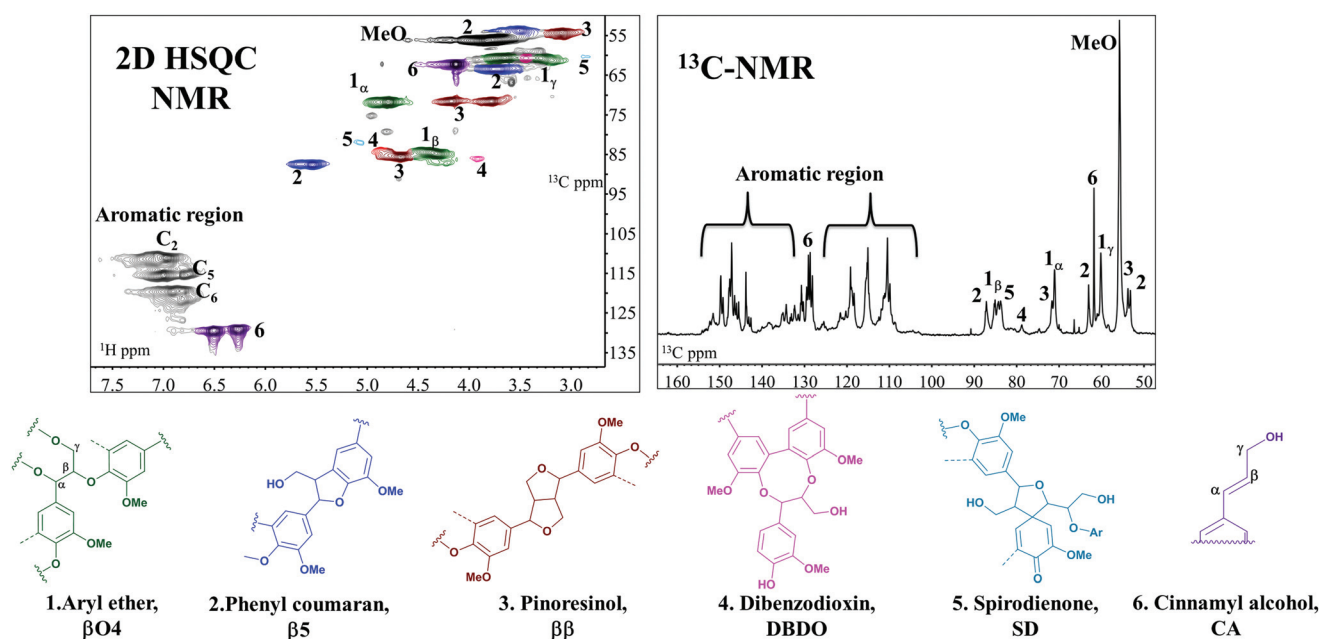 2D HSQC
NMR
MeO
2
3
6
2
1γ
5
1α
3
5
4
1β
3
4
2
13C ppm
Aromatic region
C2
C5
C6
6
1H ppm
55
65
75
85
95
105
115
125
135
7.5 7.0 6.5 6.0 5.5 5.0 4.5 4.0 3.5 3.0
13C-NMR
MeO
Aromatic region
6
6
2
1β
5
4
3
1α
2
1γ
3
2
13C ppm
160 150 140 130 120 110 100 90 80 70 60 50
γ
O
β
O
α
O
OMe
OMe
O
HO
O
OMe
O
OMe
OMe
O
O
O
O
MeO
OMe
MeO
O
O
OH
OMe
HO
O
OMe
O
HO
OH
O
Ar
OMe
O
γ
OH
β
α
1.Aryl ether,
βO4
2.Phenyl coumaran,
β5
3. Pinoresinol,
ββ
4. Dibenzodioxin,
DBDO
5. Spirodienone,
SD
6. Cinnamyl alcohol,
CA